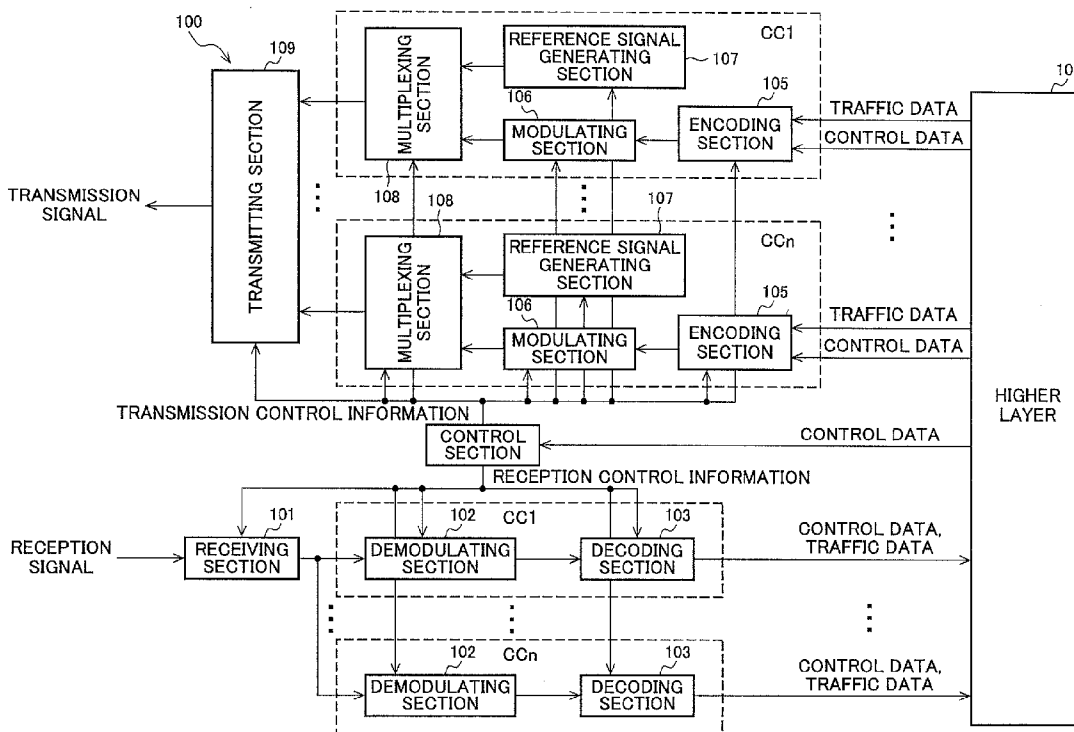 100
109
TRANSMITTING SECTION
TRANSMISSION
SIGNAL
CC1
MULTIPLEXING
SECTION
108
REFERENCE SIGNAL
GENERATING
SECTION
107
106
MODULATING
SECTION
105
ENCODING
SECTION
TRAFFIC DATA
CONTROL DATA
CCn
108
MULTIPLEXING
SECTION
107
REFERENCE SIGNAL
GENERATING
SECTION
106
MODULATING
SECTION
105
ENCODING
SECTION
TRAFFIC DATA
CONTROL DATA
TRANSMISSION CONTROL INFORMATION
CONTROL
SECTION
CONTROL DATA
RECEPTION CONTROL INFORMATION
HIGHER
LAYER
RECEPTION
SIGNAL
101
RECEIVING
SECTION
CC1
102
DEMODULATING
SECTION
103
DECODING
SECTION
CONTROL DATA,
TRAFFIC DATA
CCn
102
DEMODULATING
SECTION
103
DECODING
SECTION
CONTROL DATA,
TRAFFIC DATA